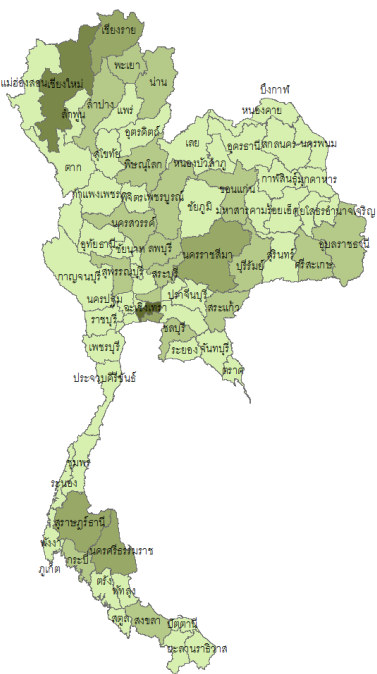 เชียงราย
พะเยา
น่าน
แม่ฮ่องสอน
เชียงใหม่
ลำปาง
แพร่
ลำพูน
อุตรดิตถ์
บึงกาฬ
หนองคาย
เลย
อุดรธานี
สกลนคร
นครพนม
สุโขทัย
ตาก
พิษณุโลก
หนองบัวลำภู
กาฬสินธุ์
มุกดาหาร
ขอนแก่น
กำแพงเพชร
พิจิตร
เพชรบูรณ์
ชัยภูมิ
มหาสารคาม
ร้อยเอ็ด
ยโสธร
อำนาจเจริญ
นครสวรรค์
อุทัยธานี
ชัยนาท
ลพบุรี
นครราชสีมา
บุรีรัมย์
สุรินทร์
ศรีสะเกษ
อุบลราชธานี
กาญจนบุรี
สุพรรณบุรี
สระบุรี
นครปฐม
ปราจีนบุรี
สระแก้ว
ฉะเชิงเทรา
ราชบุรี
ชลบุรี
เพชรบุรี
ระยอง
จันทบุรี
ตราด
ประจวบคีรีขันธ์
ชุมพร
ระนอง
สุราษฎร์ธานี
พังงา
นครศรีธรรมราช
กระบี่
ภูเก็ต
ตรัง
พัทลุง
สตูล
สงขลา
ปัตตานี
ยะลา
นราธิวาส